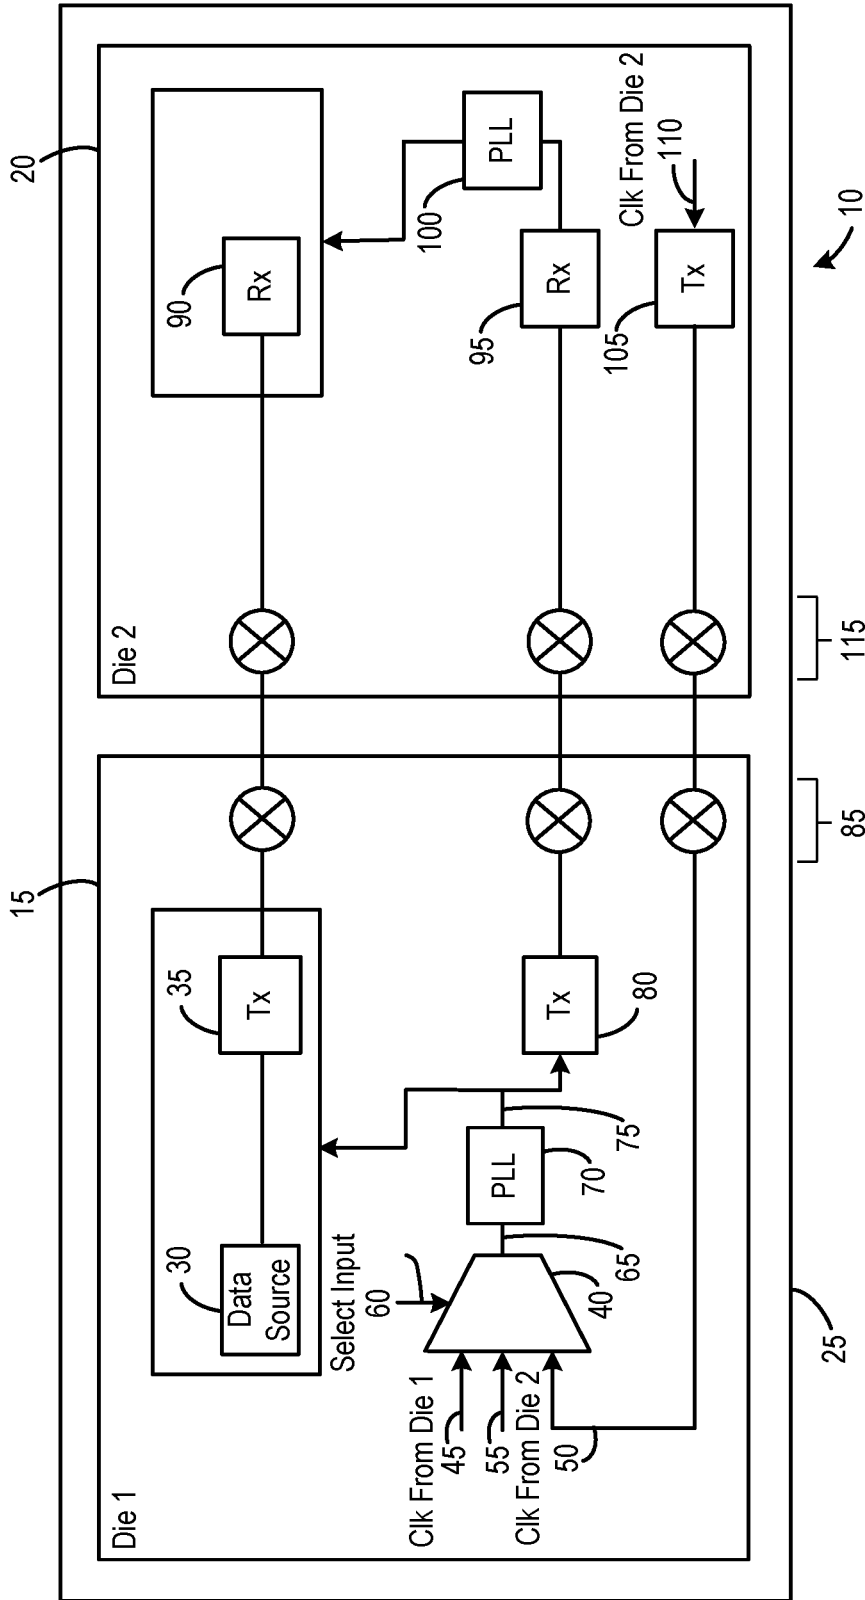 15
Die 1
30
Data
Source
35
Tx
Select Input
60
Clk From Die 1
45
55
Clk From Die 2
50
40
65
PLL
70
75
Tx
80
85
25
20
Die 2
90
Rx
PLL
100
Rx
95
Clk From Die 2
110
Tx
105
115
10